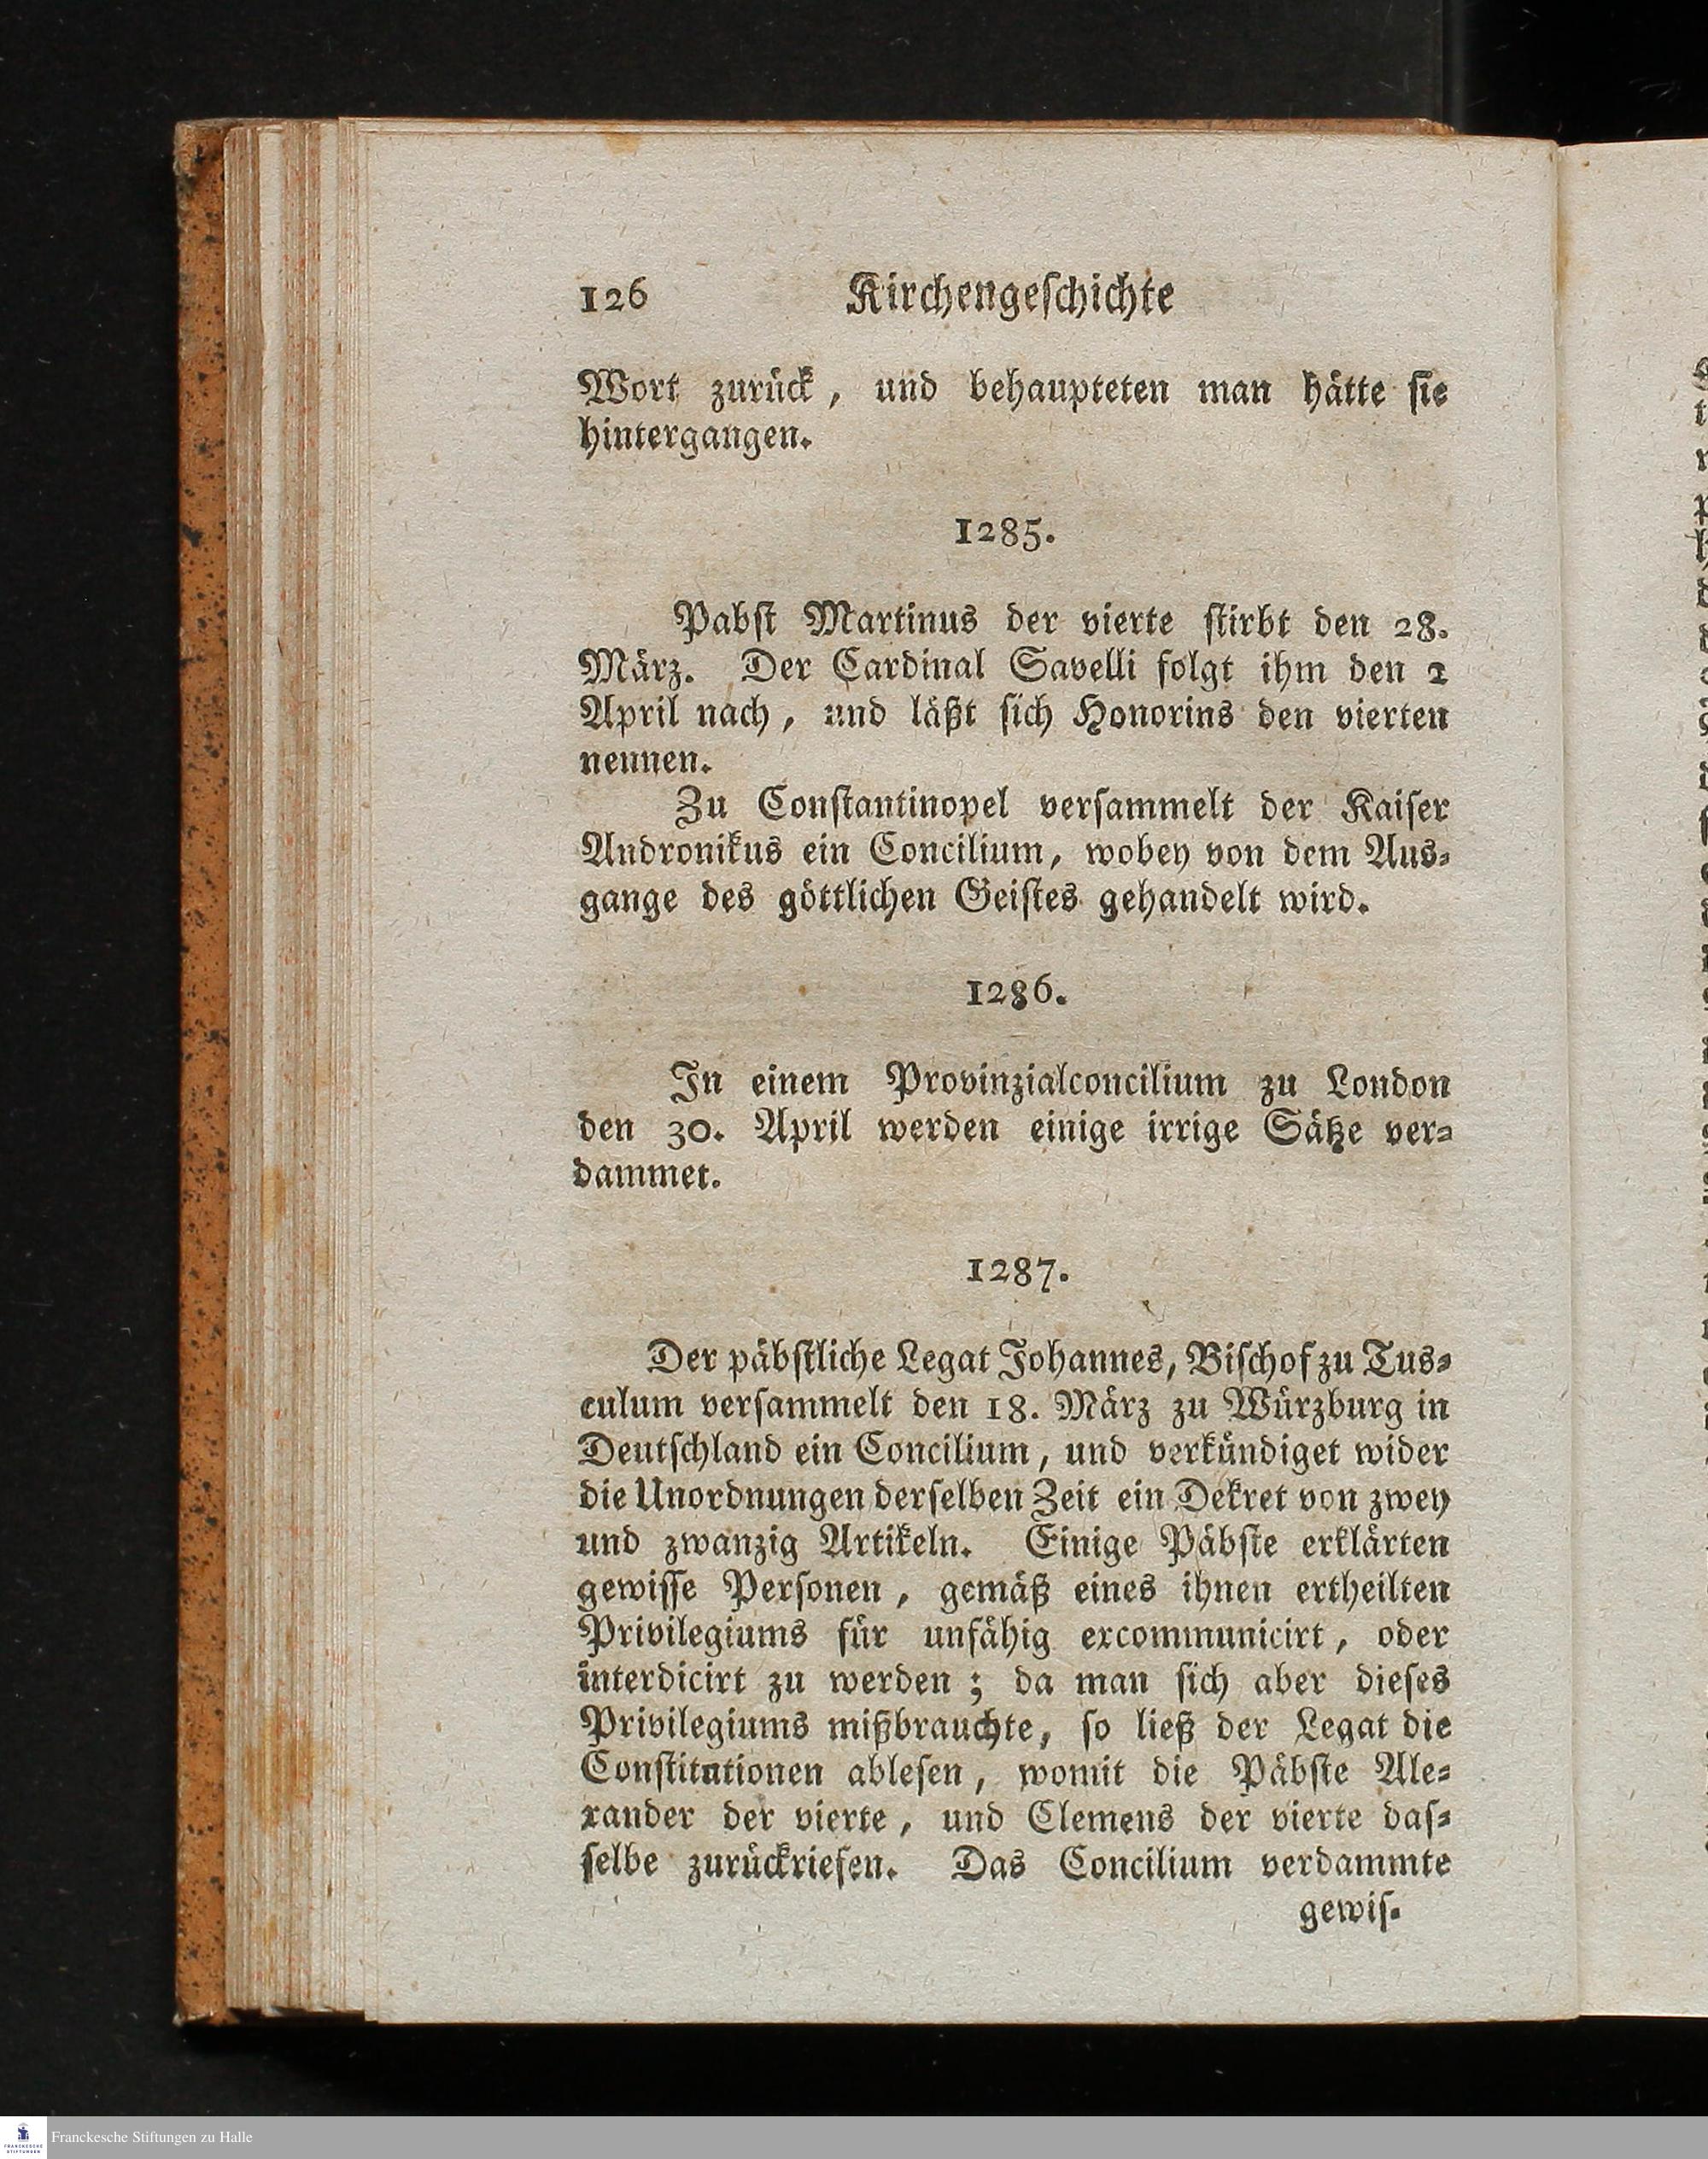 126 Kirchengeſchichte
Wort zurück, und behaupteten man hätte ſie
hintergangen.
1285.
Pabſt Martinus der vierte ſtirbt den 28.
März. Der Cardinal Savelli folgt ihm den 2
April nach, und läßt ſich Honorins den vierten
nennen.
Zu Conſtantinopel verſammelt der Kaiſer
Andronikus ein Concilium, wobey von dem Aus⸗
gange des göttlichen Geiſtes gehandelt wird.
1286.
In einem Provinzialconcilium zu London
den 30. April werden einige irrige Sätze ver⸗
dammet.
1287.
Der päbſtliche Legat Johannes, Biſchof zu Tus⸗
culum verſammelt den 18. März zu Würzburg in
Deutſchland ein Concilium, und verkündiget wider
die Unordnungen derſelben Zeit ein Dekret von zwey
und zwanzig Artikeln. Einige Päbſte erklärten
gewiſſe Perſonen, gemäß eines ihnen ertheilten
Privilegiums für unfähig excommunicirt, oder
interdicirt zu werden; da man ſich aber dieſes
Privilegiums mißbrauchte, ſo ließ der Legat die
Conſtitutionen ableſen, womit die Päbſte Ale⸗
xander der vierte, und Clemens der vierte daſ⸗
ſelbe zurückriefen. Das Concilium verdammte
gewiſ⸗
FRANCKESCHE
STIFTUNGEN
Franckesche Stiftungen zu Halle